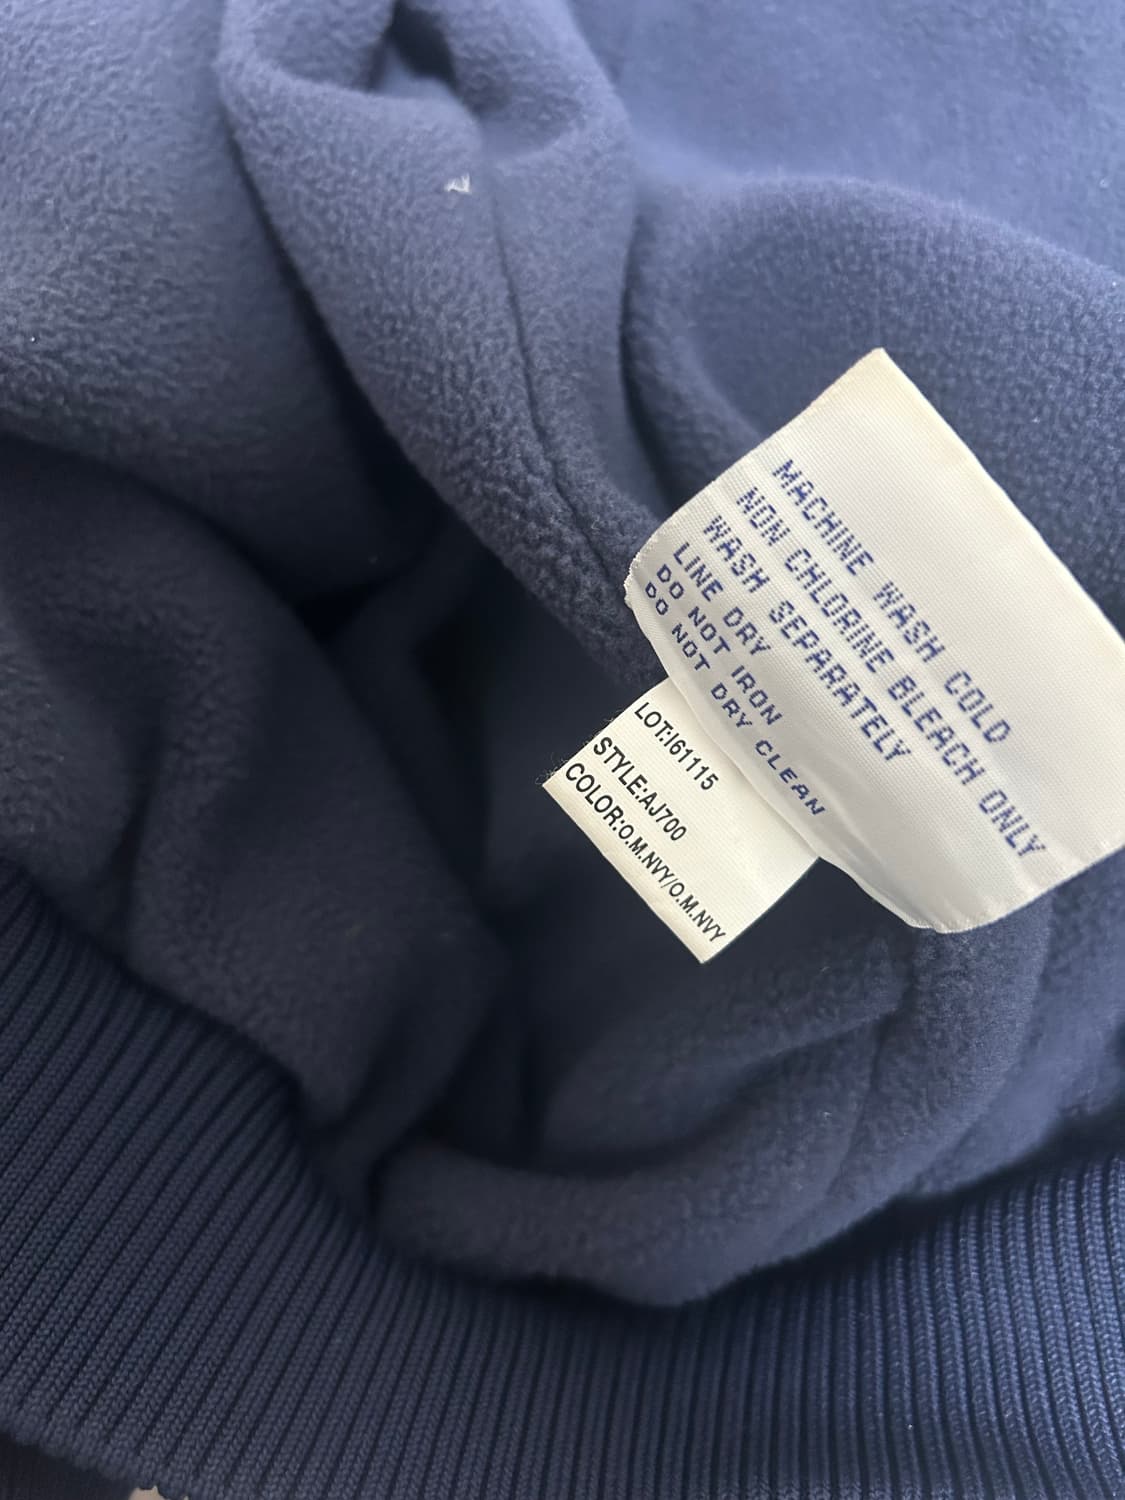 MACHINE WASH COLD
NON CHLORINE BLEACH ONLY
WASH SEPARATELY
LINE DRY
DO NOT IRON
DO NOT DRY CLEAN
LOT:I61115
STYLE:AJ700
COLOR:O.M.NVY/O.M.NVY